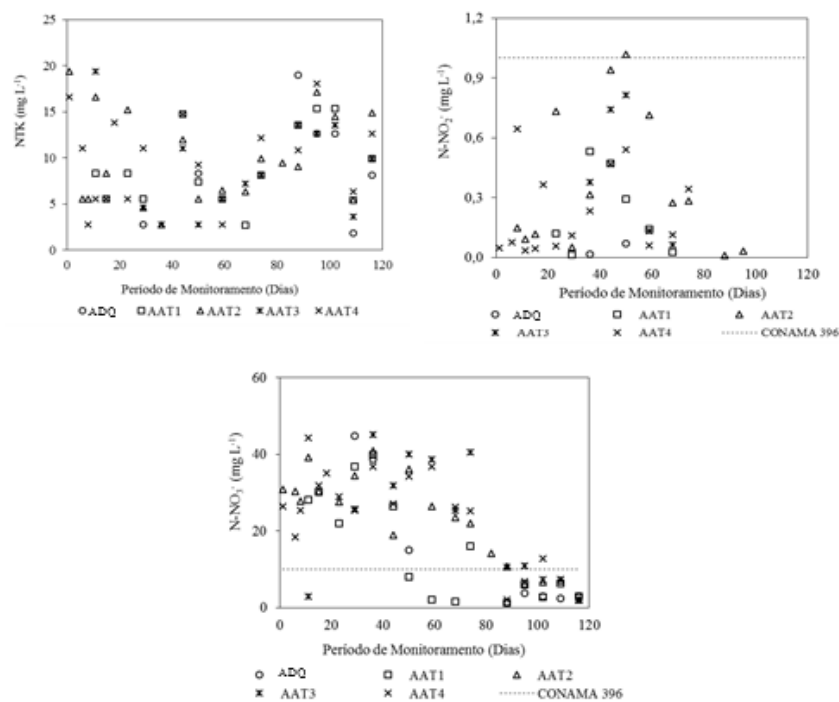 25
20
15
10
5
0
NTK (mg L-1)
0 20 40 60 80 100 120
Período de Monitoramento (Dias)
ADQ AAT1 AAT2 AAT3 AAT4
1,2
0,9
0,6
0,3
0,0
N-NO2- (mg L-1)
0 20 40 60 80 100
Período de Monitoramento (Dias)
ADQ AAT1 AAT2
AAT3 AAT4 CONAMA 396
60
40
20
0
N-NO3- (mg L-1)
0 20 40 60 80 100 120
Período de Monitoramento (Dias)
ADQ AAT1 AAT2
AAT3 AAT4 CONAMA 396